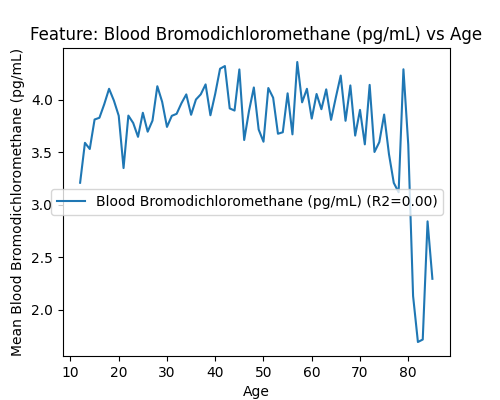 Feature: Blood Bromodichloromethane (pg/mL) vs Age
Mean Blood Bromodichloromethane (pg/mL)
4.0
3.5
3.0
2.5
2.0
Blood Bromodichloromethane (pg/mL) (R2=0.00)
10 20 30 40 50 60 70 80
Age